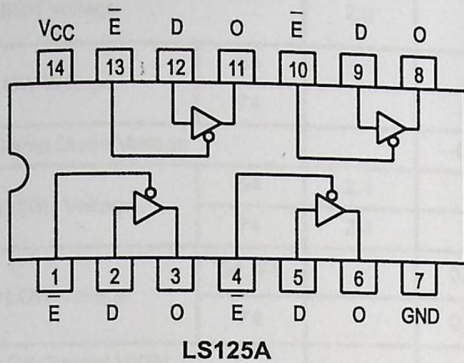 VCC E̅ D O E̅ D O
14 13 12 11 10 9 8
1 2 3 4 5 6 7
E̅ D O E̅ D O GND
LS125A